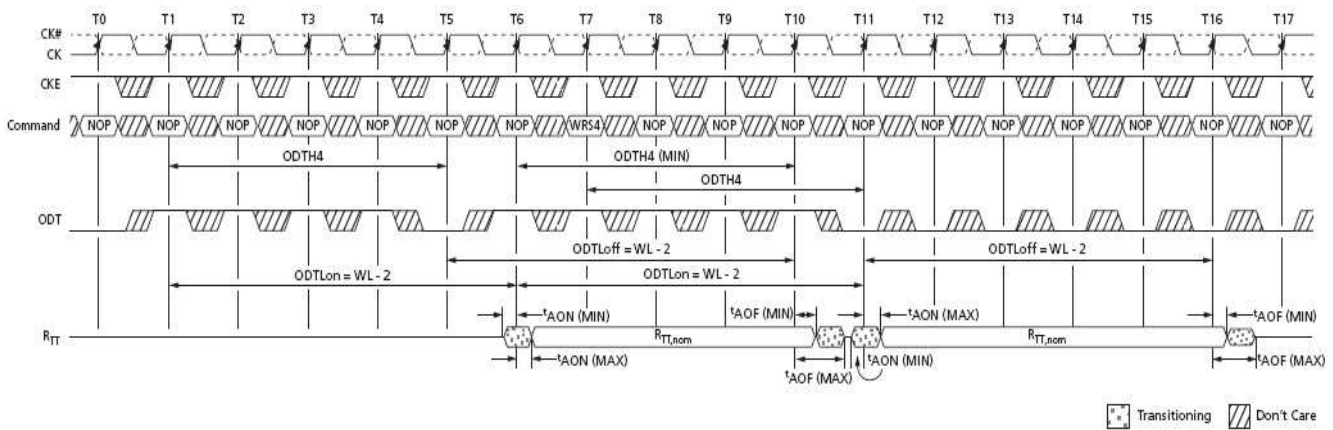 T0 T1 T2 T3 T4 T5 T6 T7 T8 T9 T10 T11 T12 T13 T14 T15 T16 T17
CK#
CK
CKE
Command NOP NOP NOP NOP NOP NOP NOP WRS4 NOP NOP NOP NOP NOP NOP NOP NOP NOP NOP
ODTH4 ODTH4 (MIN)
ODTH4
ODT
ODTLoff = WL - 2 ODTLoff = WL - 2
ODTLon = WL - 2 ODTLon = WL - 2
tAON (MIN) tAOF (MIN) tAON (MAX) tAOF (MIN)
RTT RTT,nom RTT,nom
tAON (MAX) tAOF (MAX) tAON (MIN) tAOF (MAX)
Transitioning Don't Care